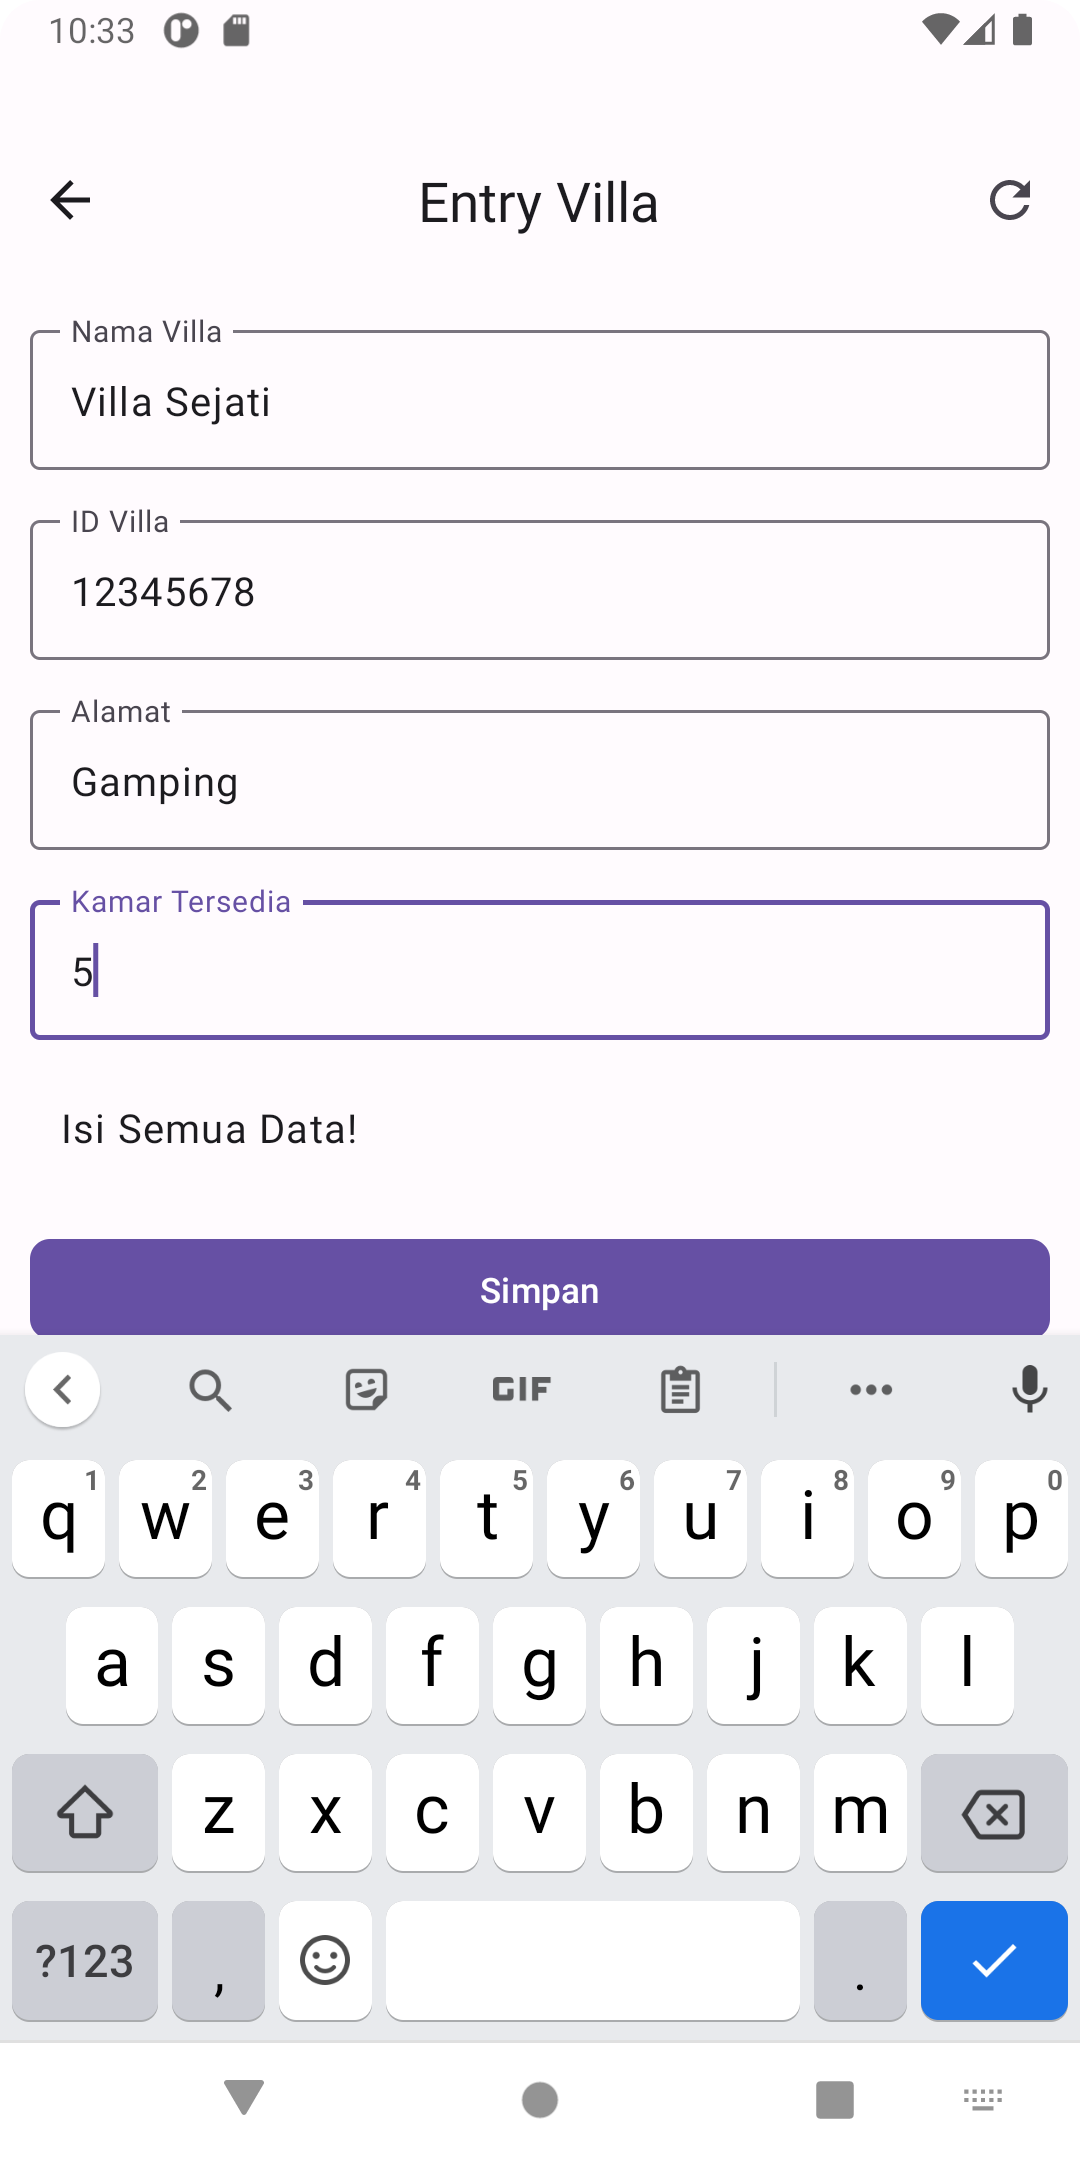 10:33
Entry Villa
Nama Villa
Villa Sejati
ID Villa
12345678
Alamat
Gamping
Kamar Tersedia
5
Isi Semua Data!
Simpan
GIF
q 1 w 2 e 3 r 4 t 5 y 6 u 7 i 8 o 9 p 0
a s d f g h j k l
z x c v b n m
?123 , .